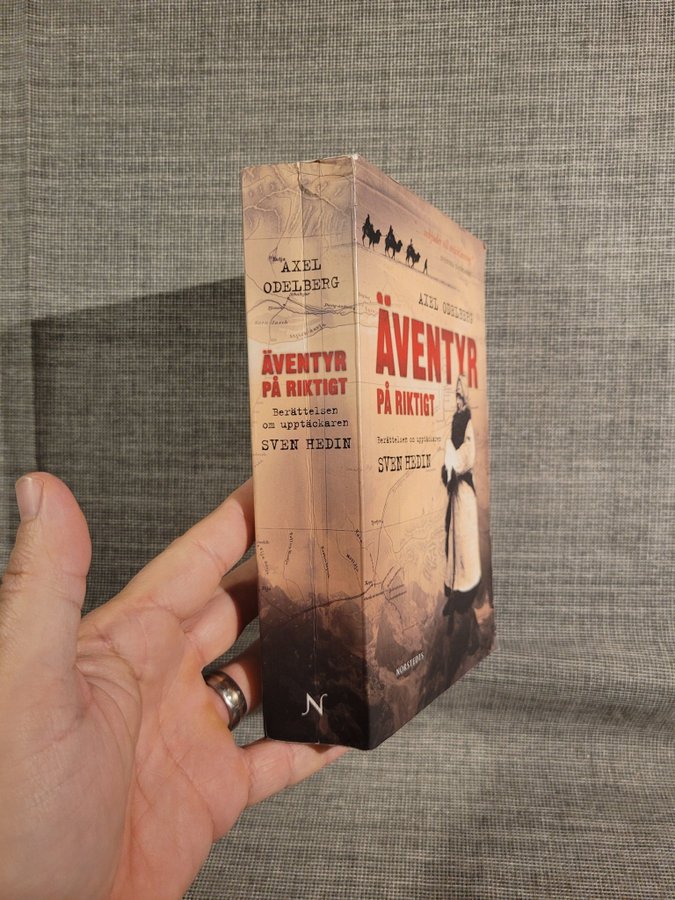 AXEL
ODELBERG
ÄVENTYR
PÅ RIKTIGT
Berättelsen
om upptäckaren
SVEN HEDIN
N
AXEL ODELBERG
ÄVENTYR
PÅ RIKTIGT
Berättelsen om upptäckaren
SVEN HEDIN
NORSTEDTS